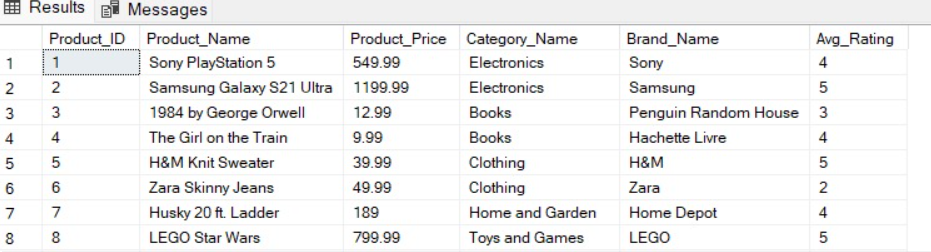 Results Messages
Product_ID Product_Name Product_Price Category_Name Brand_Name Avg_Rating
1 1 Sony PlayStation 5 549.99 Electronics Sony 4
2 2 Samsung Galaxy S21 Ultra 1199.99 Electronics Samsung 5
3 3 1984 by George Orwell 12.99 Books Penguin Random House 3
4 4 The Girl on the Train 9.99 Books Hachette Livre 4
5 5 H&M Knit Sweater 39.99 Clothing H&M 5
6 6 Zara Skinny Jeans 49.99 Clothing Zara 2
7 7 Husky 20 ft. Ladder 189 Home and Garden Home Depot 4
8 8 LEGO Star Wars 799.99 Toys and Games LEGO 5